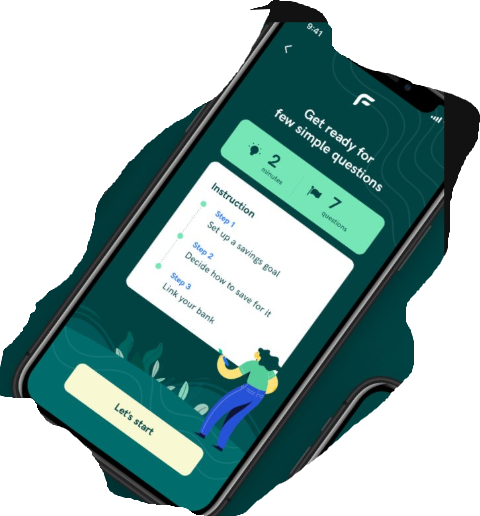 9:41
Get ready for
few simple questions
2
minutes
7
questions
Instruction
Step 1
Set up a savings goal
Step 2
Decide how to save for it
Step 3
Link your bank
Let's start